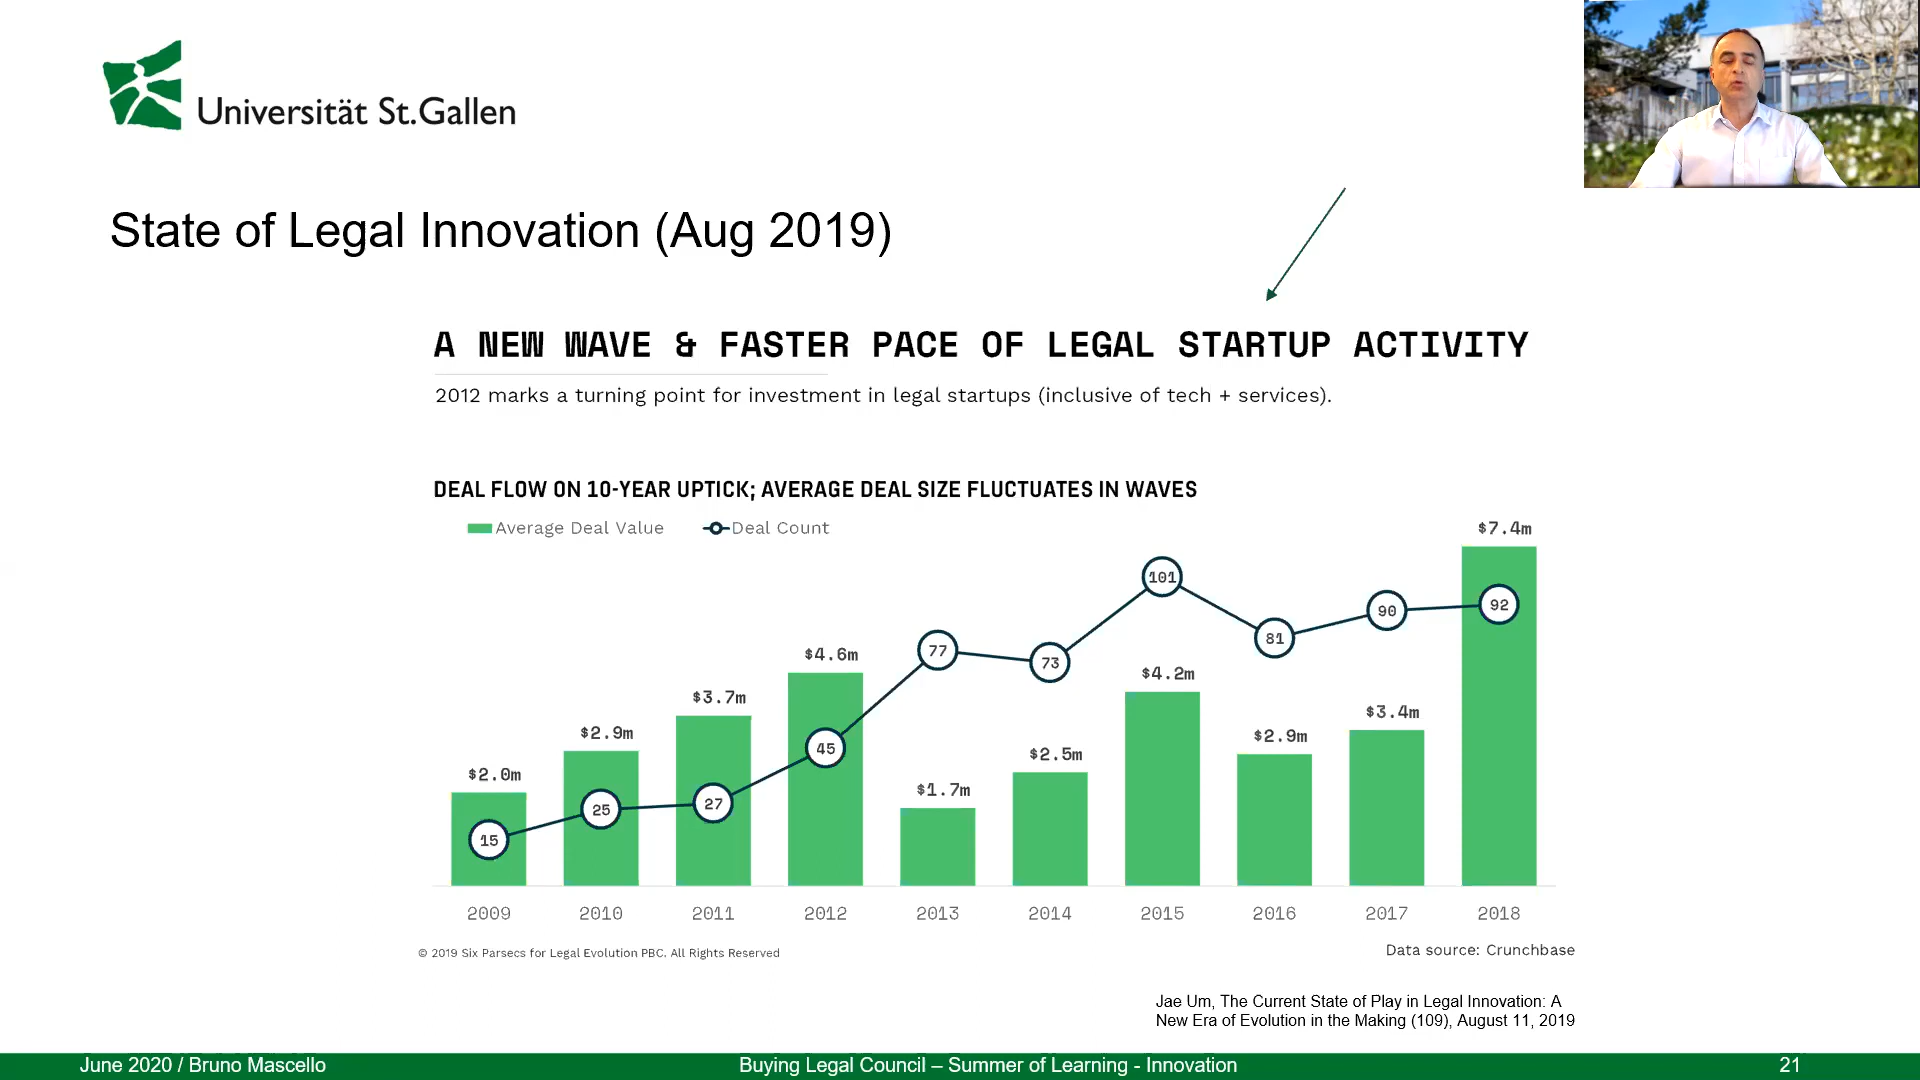 Universität St.Gallen
State of Legal Innovation (Aug 2019)
A NEW WAVE & FASTER PACE OF LEGAL STARTUP ACTIVITY
2012 marks a turning point for investment in legal startups (inclusive of tech + services).
DEAL FLOW ON 10-YEAR UPTICK; AVERAGE DEAL SIZE FLUCTUATES IN WAVES
Average Deal Value Deal Count
$2.0m $2.9m $3.7m $4.6m $1.7m $2.5m $4.2m $2.9m $3.4m $7.4m
15 25 27 45 77 73 101 81 90 92
2009 2010 2011 2012 2013 2014 2015 2016 2017 2018
© 2019 Six Parsecs for Legal Evolution PBC. All Rights Reserved
Data source: Crunchbase
Jae Um, The Current State of Play in Legal Innovation: A
New Era of Evolution in the Making (109), August 11, 2019
June 2020 / Bruno Mascello
Buying Legal Council – Summer of Learning - Innovation
21